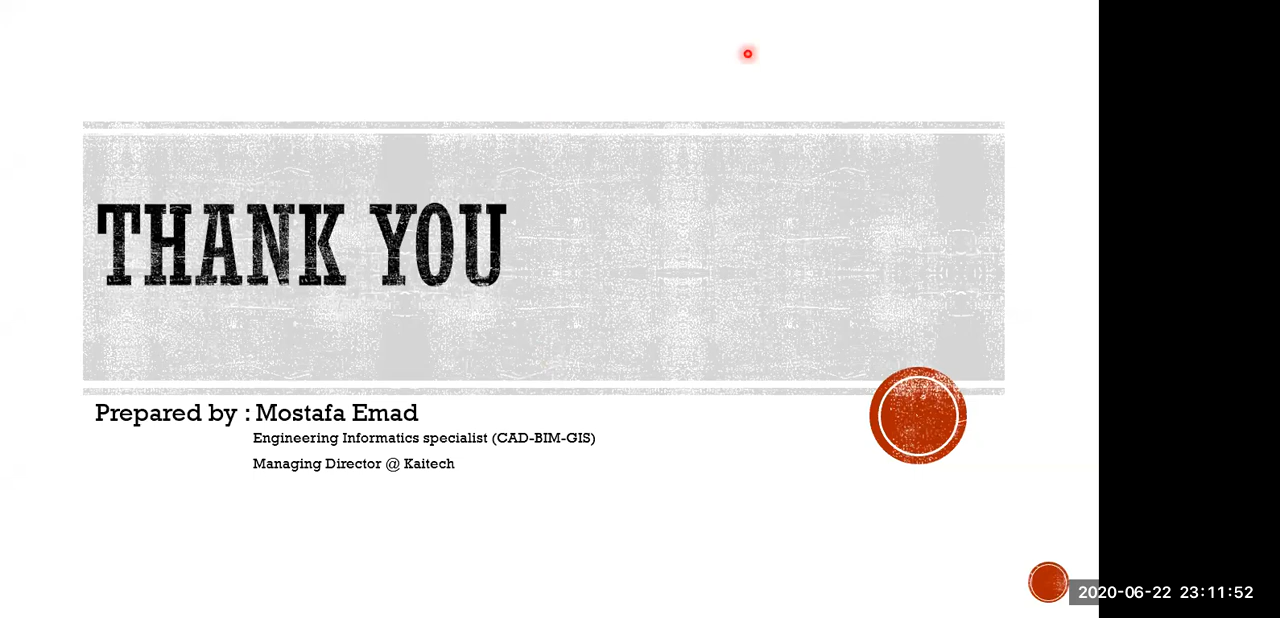 THANK YOU
Prepared by : Mostafa Emad
Engineering Informatics specialist (CAD-BIM-GIS)
Managing Director @ Kaitech
2020-06-22 23:11:52